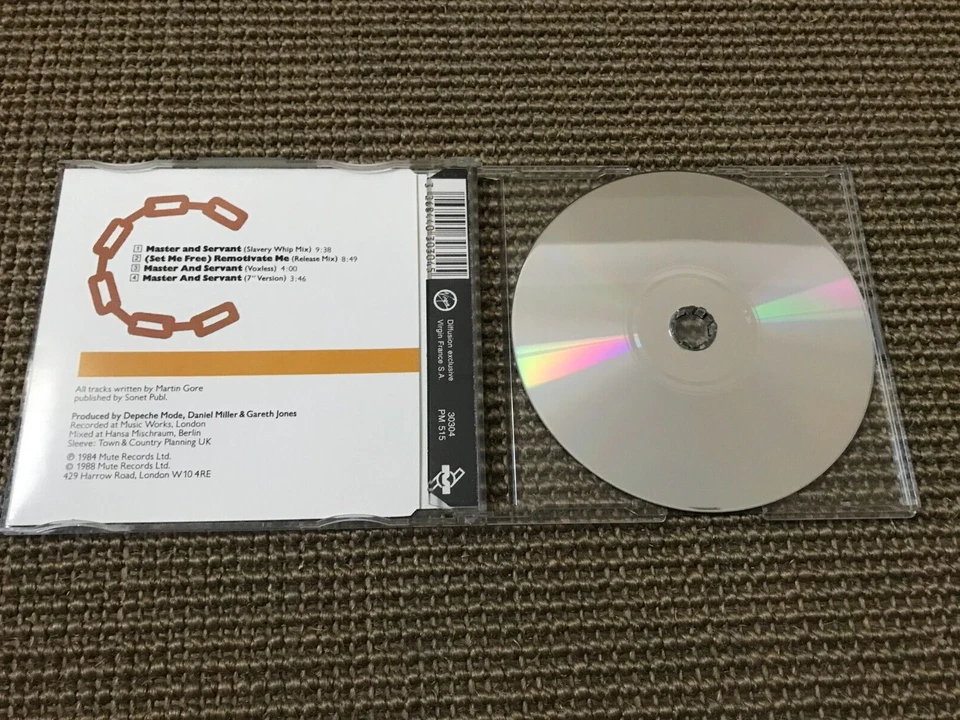 1 Master and Servant (Slavery Whip Mix) 9:38
2 (Set Me Free) Remotivate Me (Release Mix) 8:49
3 Master And Servant (Voxless) 4:00
4 Master And Servant (7" Version) 3:46
All tracks written by Martin Gore
published by Sonet Publ.
Produced by Depeche Mode, Daniel Miller & Gareth Jones
Recorded at Music Works, London
Mixed at Hansa Mischraum, Berlin
Sleeve: Town & Country Planning UK
℗ 1984 Mute Records Ltd.
© 1988 Mute Records Ltd.
429 Harrow Road, London W10 4RE
3 368440 303045
Virgin
Diffusion exclusive
Virgin France S.A.
30304
PM 515